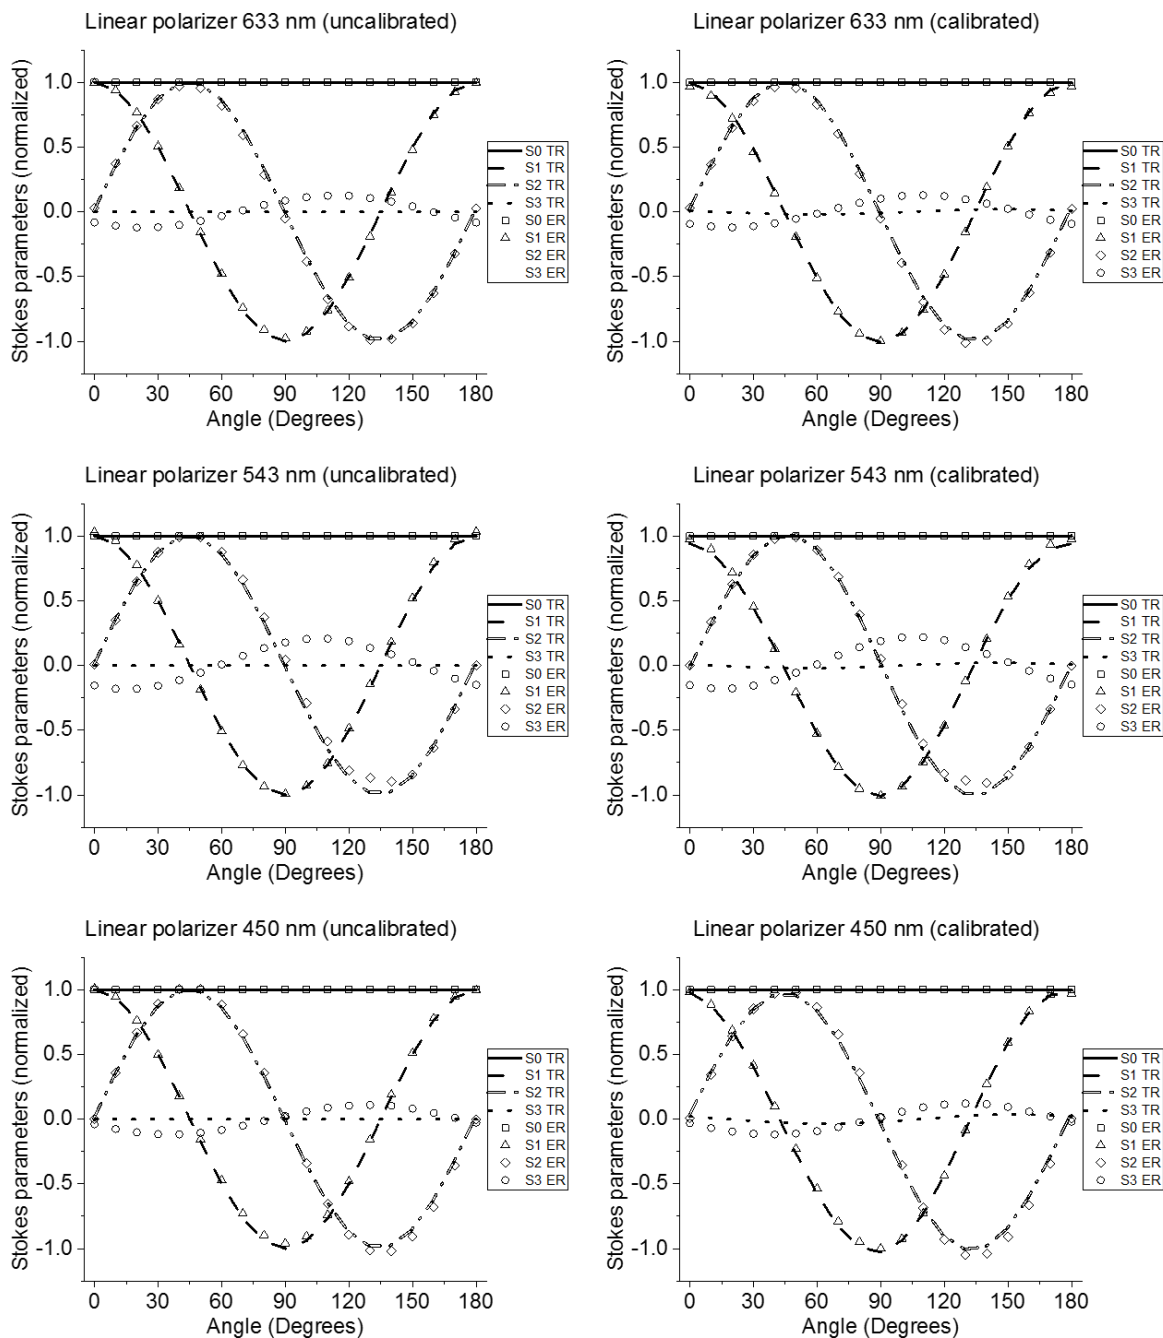 Linear polarizer 633 nm (uncalibrated)
Stokes parameters (normalized)
1.0
0.5
0.0
-0.5
-1.0
0 30 60 90 120 150 180
Angle (Degrees)
S0 TR
S1 TR
S2 TR
S3 TR
S0 ER
S1 ER
S2 ER
S3 ER
Linear polarizer 633 nm (calibrated)
Stokes parameters (normalized)
1.0
0.5
0.0
-0.5
-1.0
0 30 60 90 120 150 180
Angle (Degrees)
S0 TR
S1 TR
S2 TR
S3 TR
S0 ER
S1 ER
S2 ER
S3 ER
Linear polarizer 543 nm (uncalibrated)
Stokes parameters (normalized)
1.0
0.5
0.0
-0.5
-1.0
0 30 60 90 120 150 180
Angle (Degrees)
S0 TR
S1 TR
S2 TR
S3 TR
S0 ER
S1 ER
S2 ER
S3 ER
Linear polarizer 543 nm (calibrated)
Stokes parameters (normalized)
1.0
0.5
0.0
-0.5
-1.0
0 30 60 90 120 150 180
Angle (Degrees)
S0 TR
S1 TR
S2 TR
S3 TR
S0 ER
S1 ER
S2 ER
S3 ER
Linear polarizer 450 nm (uncalibrated)
Stokes parameters (normalized)
1.0
0.5
0.0
-0.5
-1.0
0 30 60 90 120 150 180
Angle (Degrees)
S0 TR
S1 TR
S2 TR
S3 TR
S0 ER
S1 ER
S2 ER
S3 ER
Linear polarizer 450 nm (calibrated)
Stokes parameters (normalized)
1.0
0.5
0.0
-0.5
-1.0
0 30 60 90 120 150 180
Angle (Degrees)
S0 TR
S1 TR
S2 TR
S3 TR
S0 ER
S1 ER
S2 ER
S3 ER